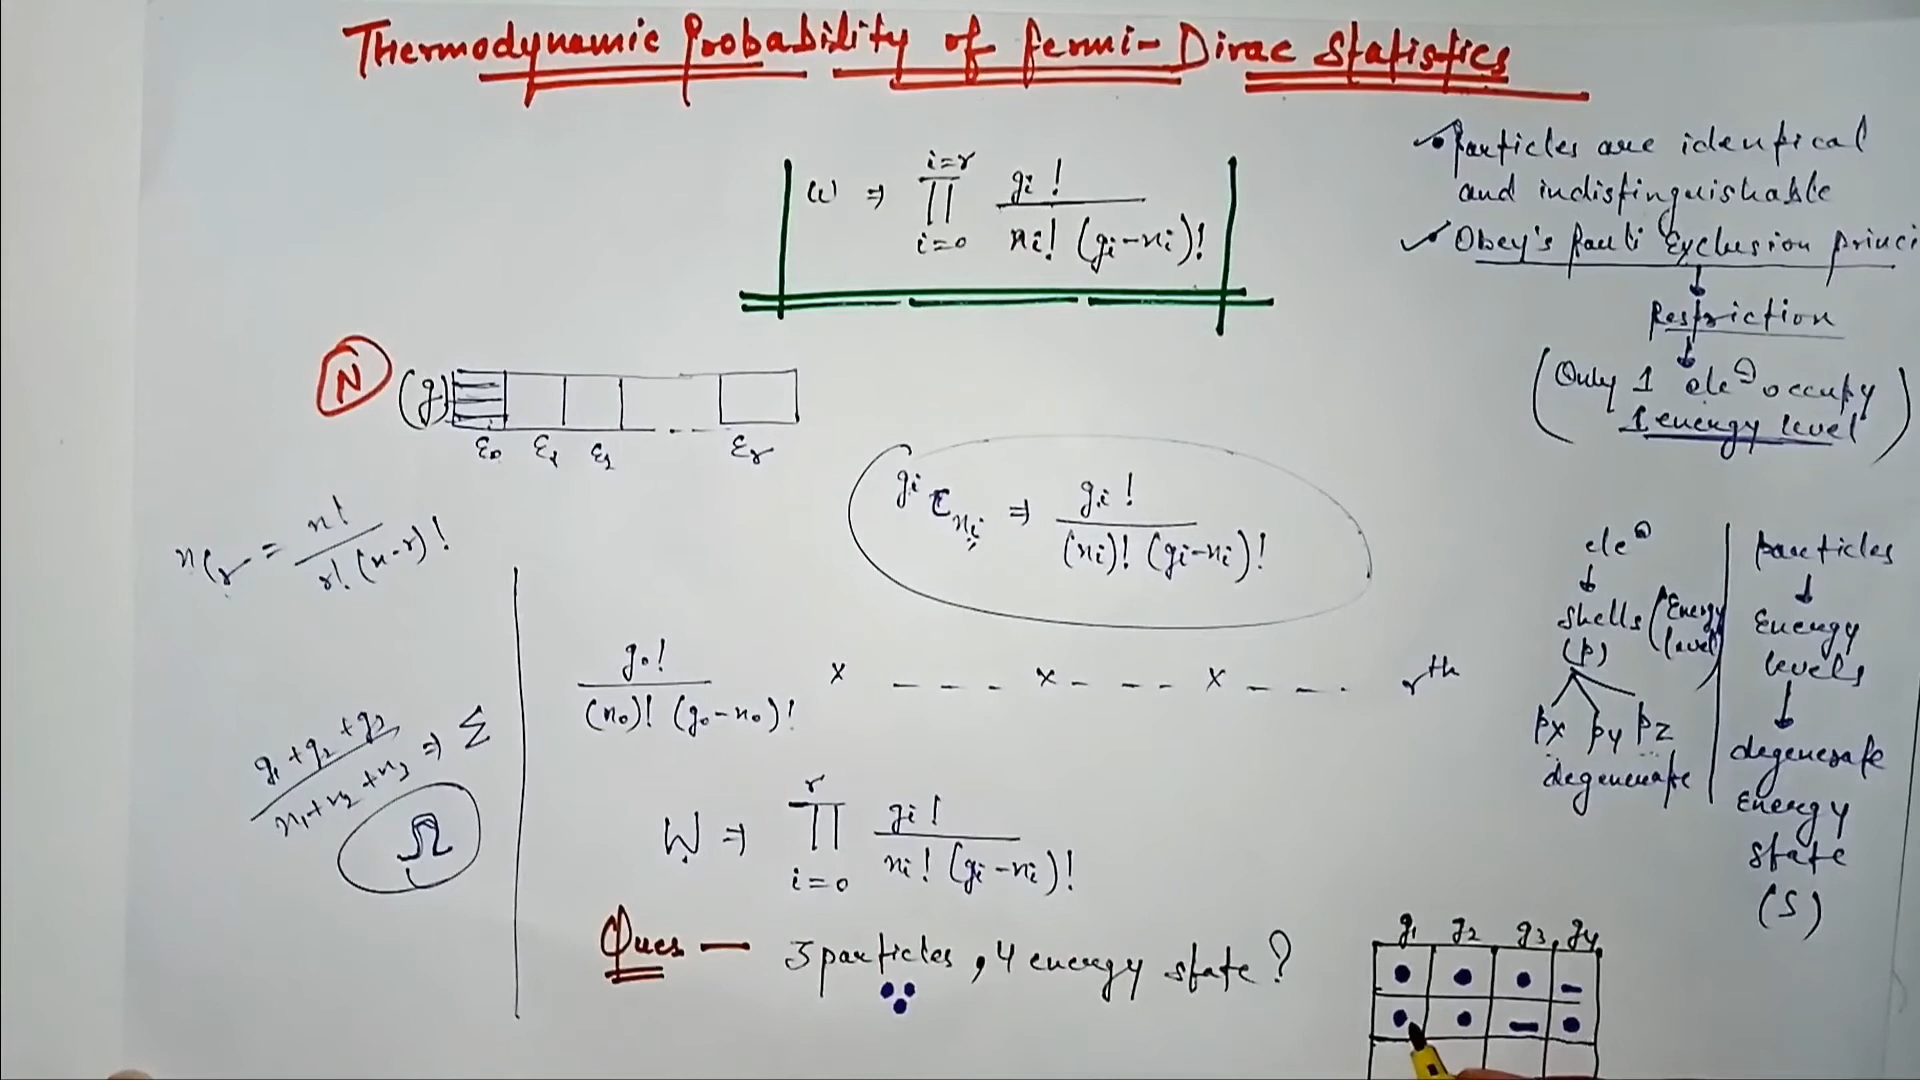 Thermodynamic Probability of fermi-Dirac Statistics
ω ⇒ ∏ (i=0 to i=r) gi! / ni! (gi-ni)!
• Particles are identical
and indistinguishable
Obey's Pauli Exclusion princi
Restriction
(Only 1 ele⊖ occupy
1 energy level)
N (g)
ε0 ε1 ε2 -- εr
giCni ⇒ gi! / (ni)! (gi-ni)!
nCr = n! / r! (n-r)!
g0! / (n0)! (g0-n0)! x ---- x ---- x ---- rth
g1+g2+g3 / n1+n2+n3 ⇒ Σ
Ω
W ⇒ ∏ (i=0 to r) gi! / ni! (gi-ni)!
ele⊖
shells (Energy level)
(p)
px py pz
degenerate
particles
Energy
levels
degenerate
Energy
state
(S)
Ques — 3 particles, 4 energy state?
g1 g2 g3 g4